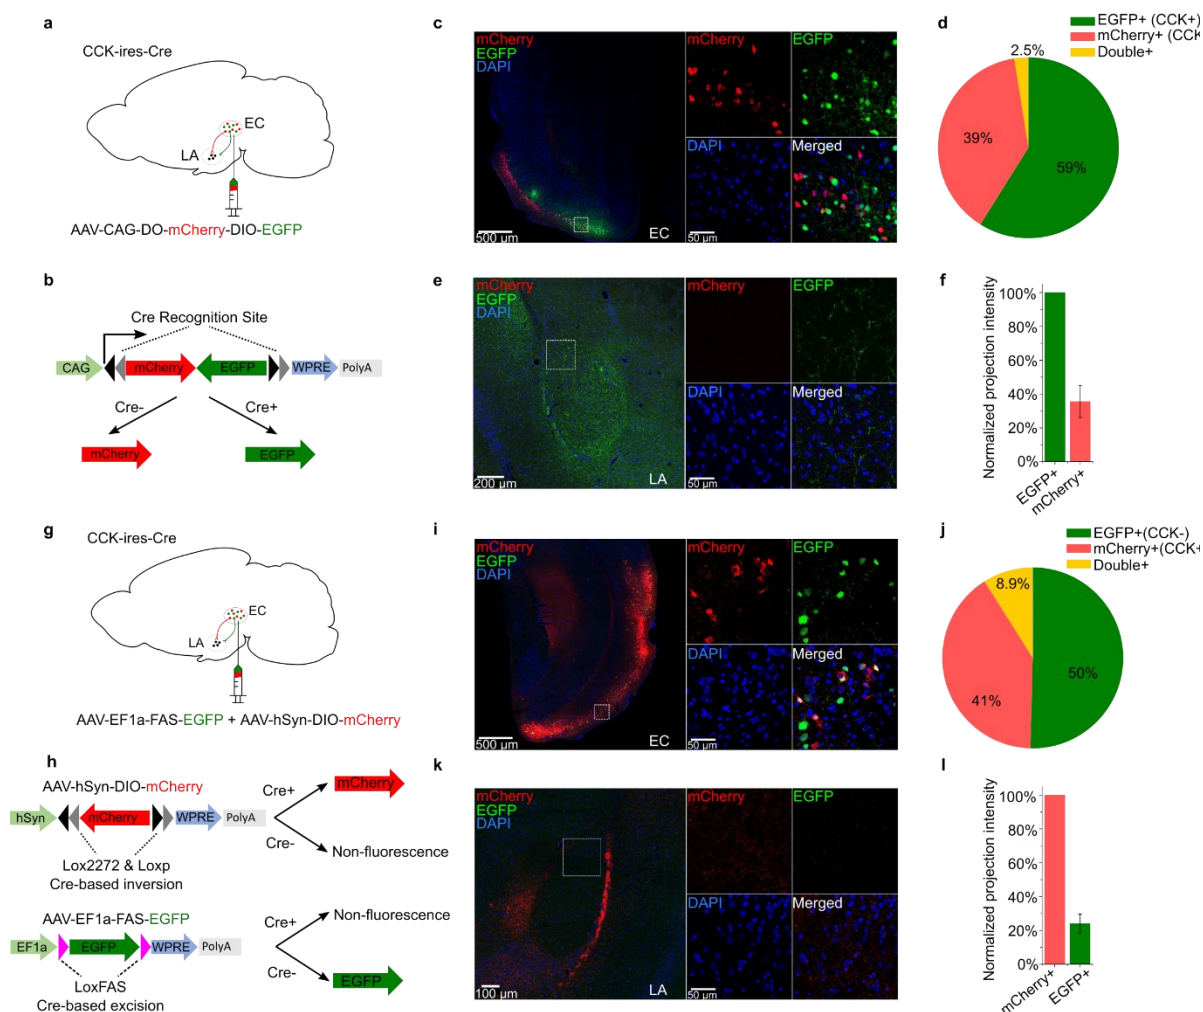 a
CCK-ires-Cre
EC
LA
AAV-CAG-DO-mCherry-DIO-EGFP
c
mCherry
EGFP
DAPI
500 µm
EC
mCherry
EGFP
DAPI
Merged
50 µm
d
EGFP+ (CCK+)
mCherry+ (CCK
Double+
2.5%
39%
59%
b
Cre Recognition Site
CAG
mCherry
EGFP
WPRE
PolyA
Cre-
Cre+
mCherry
EGFP
e
mCherry
EGFP
DAPI
200 µm
LA
mCherry
EGFP
DAPI
Merged
50 µm
f
Normalized projection intensity
100%
80%
60%
40%
20%
0%
EGFP+
mCherry+
g
CCK-ires-Cre
EC
LA
AAV-EF1a-FAS-EGFP + AAV-hSyn-DIO-mCherry
i
mCherry
EGFP
DAPI
500 µm
EC
mCherry
EGFP
DAPI
Merged
50 µm
j
EGFP+(CCK-)
mCherry+(CCK+
Double+
8.9%
41%
50%
h
AAV-hSyn-DIO-mCherry
hSyn
mCherry
WPRE
PolyA
Cre+
Cre-
mCherry
Non-fluorescence
Lox2272 & Loxp
Cre-based inversion
AAV-EF1a-FAS-EGFP
EF1a
EGFP
WPRE
PolyA
Cre+
Cre-
Non-fluorescence
EGFP
LoxFAS
Cre-based excision
k
mCherry
EGFP
DAPI
100 µm
LA
mCherry
EGFP
DAPI
Merged
50 µm
l
Normalized projection intensity
100%
80%
60%
40%
20%
0%
mCherry+
EGFP+